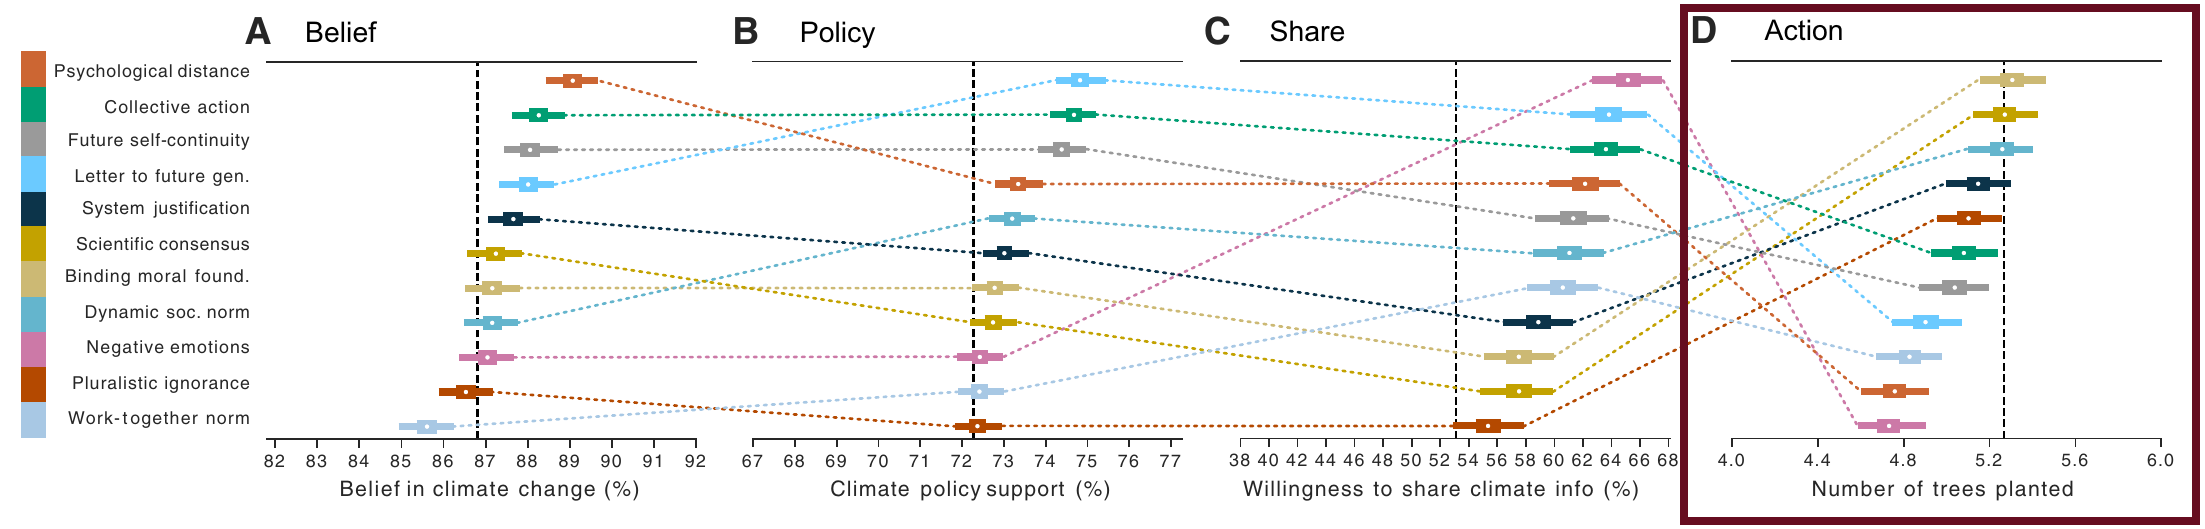 A Belief
B Policy
C Share
D Action
Psychological distance
Collective action
Future self-continuity
Letter to future gen.
System justification
Scientific consensus
Binding moral found.
Dynamic soc. norm
Negative emotions
Pluralistic ignorance
Work-together norm
82 83 84 85 86 87 88 89 90 91 92
Belief in climate change (%)
67 68 69 70 71 72 73 74 75 76 77
Climate policy support (%)
38 40 42 44 46 48 50 52 54 56 58 60 62 64 66 68
Willingness to share climate info (%)
4.0 4.4 4.8 5.2 5.6 6.0
Number of trees planted